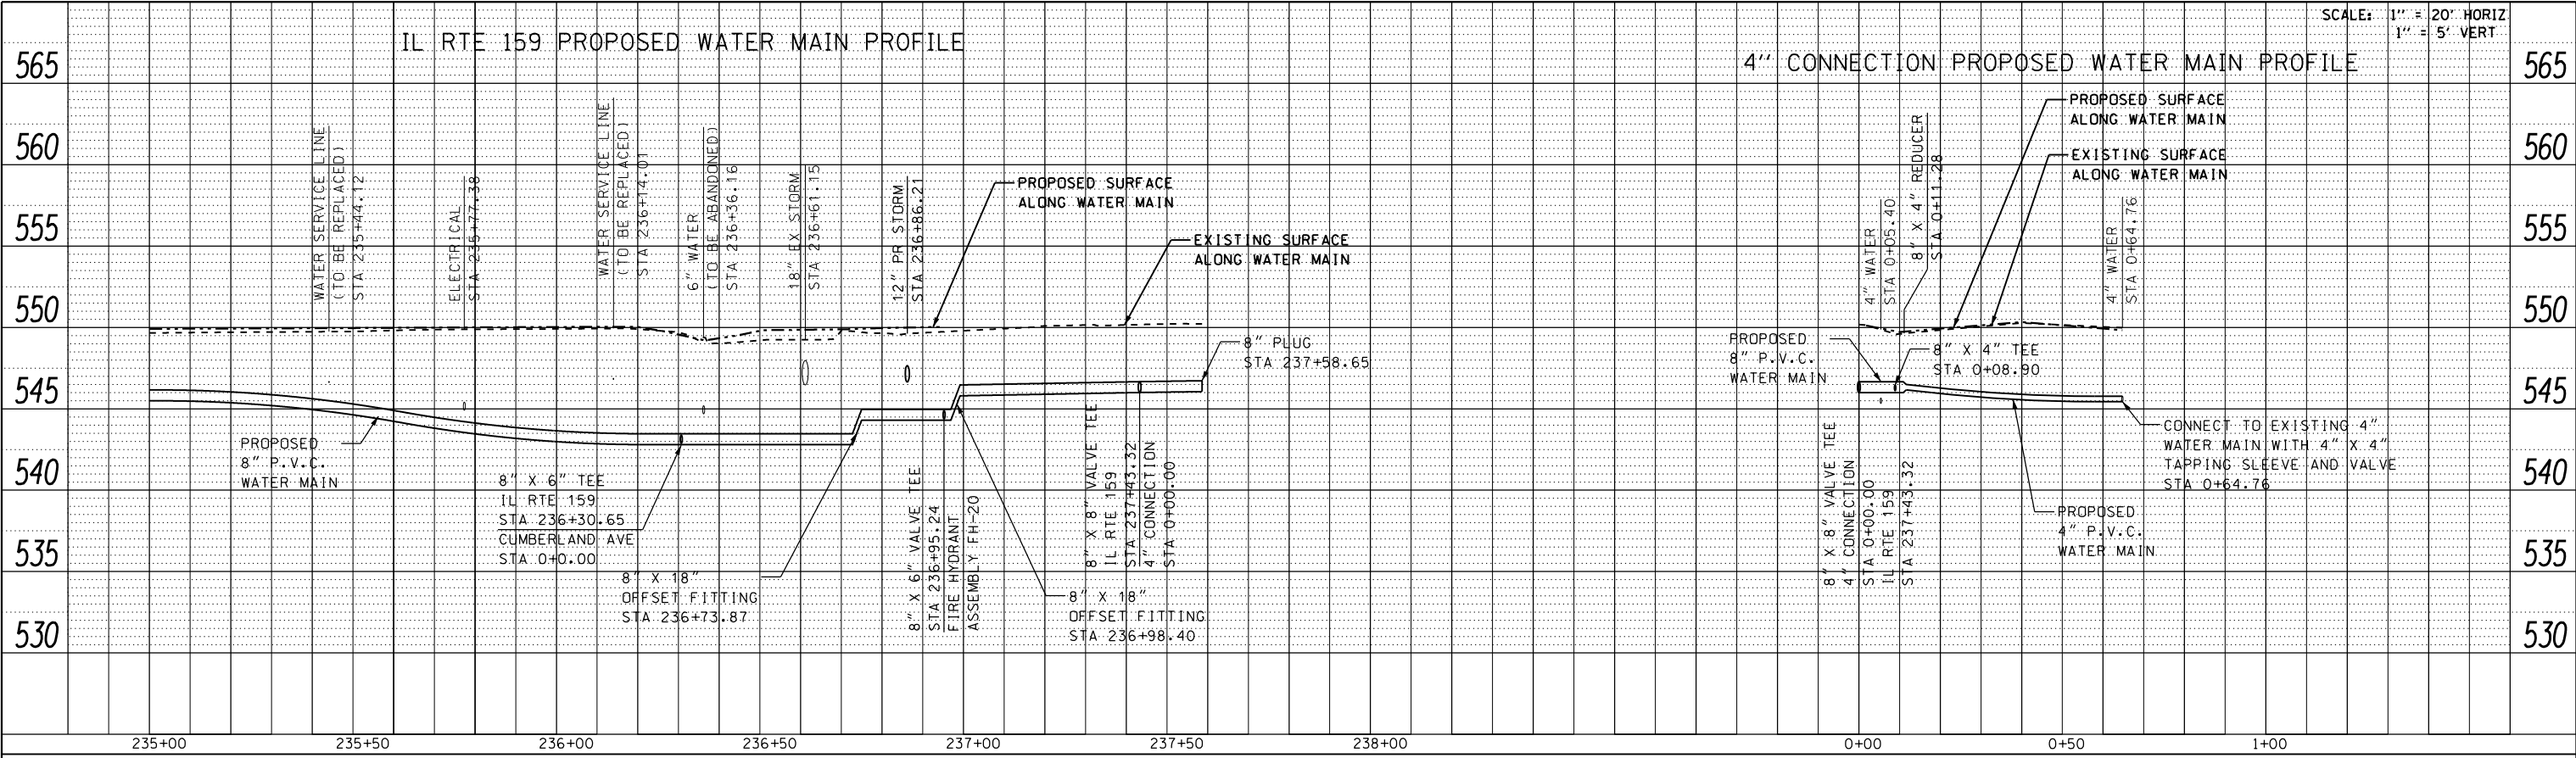 SCALE: 1" = 20' HORIZ
1" = 5' VERT
IL RTE 159 PROPOSED WATER MAIN PROFILE
4" CONNECTION PROPOSED WATER MAIN PROFILE
565
560
555
550
545
540
535
530
WATER SERVICE LINE
(TO BE REPLACED)
STA 235+44.12
ELECTRICAL
STA 235+77.38
WATER SERVICE LINE
(TO BE REPLACED)
STA 236+14.01
6" WATER
(TO BE ABANDONED)
STA 236+36.16
18" EX STORM
STA 236+61.15
12" PR STORM
STA 236+86.21
PROPOSED SURFACE
ALONG WATER MAIN
EXISTING SURFACE
ALONG WATER MAIN
8" PLUG
STA 237+58.65
PROPOSED
8" P.V.C.
WATER MAIN
8" X 6" TEE
IL RTE 159
STA 236+30.65
CUMBERLAND AVE
STA 0+0.00
8" X 18"
OFFSET FITTING
STA 236+73.87
8" X 6" VALVE TEE
STA 236+95.24
FIRE HYDRANT
ASSEMBLY FH-20
8" X 18"
OFFSET FITTING
STA 236+98.40
8" X 8" VALVE TEE
IL RTE 159
STA 237+43.32
4" CONNECTION
STA 0+00.00
4" WATER
STA 0+05.40
8" X 4" REDUCER
STA 0+11.28
PROPOSED SURFACE
ALONG WATER MAIN
EXISTING SURFACE
ALONG WATER MAIN
4" WATER
STA 0+64.76
PROPOSED
8" P.V.C.
WATER MAIN
8" X 4" TEE
STA 0+08.90
8" X 8" VALVE TEE
4" CONNECTION
STA 0+00.00
IL RTE 159
STA 237+43.32
CONNECT TO EXISTING 4"
WATER MAIN WITH 4" X 4"
TAPPING SLEEVE AND VALVE
STA 0+64.76
PROPOSED
4" P.V.C.
WATER MAIN
565
560
555
550
545
540
535
530
235+00
235+50
236+00
236+50
237+00
237+50
238+00
0+00
0+50
1+00